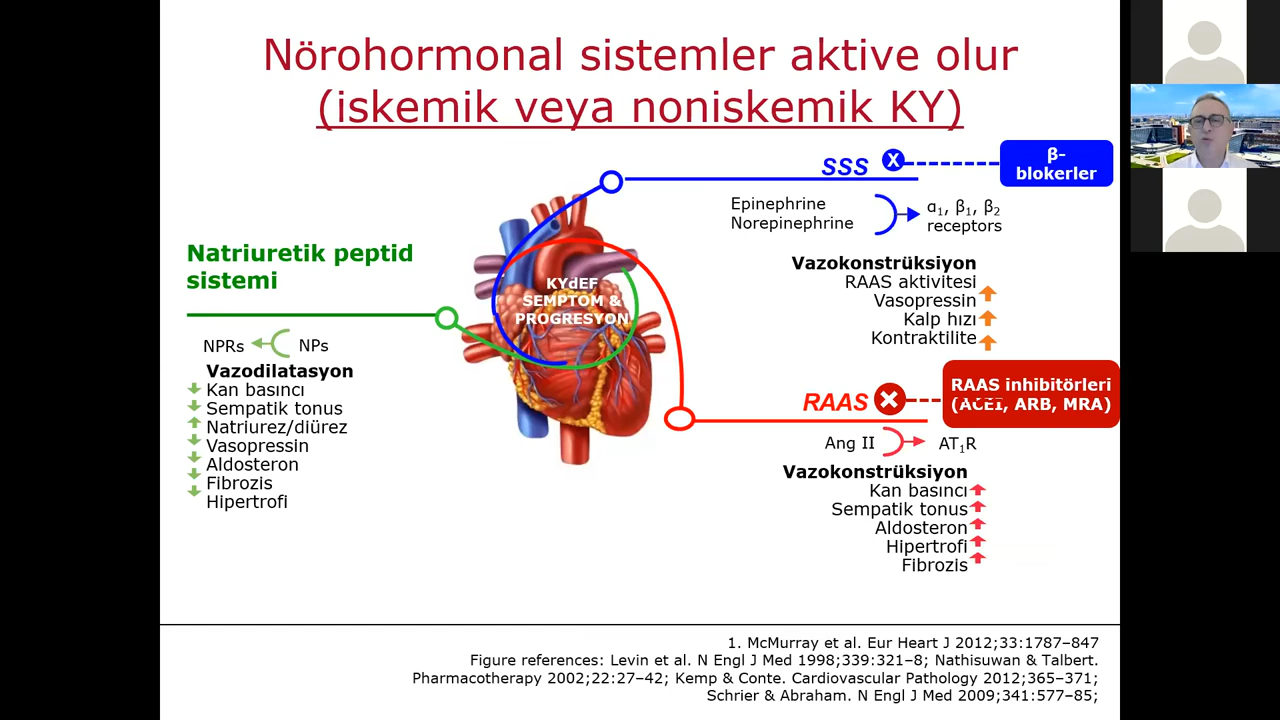 Nörohormonal sistemler aktive olur
(iskemik veya noniskemik KY)
SSS
X
β-
blokerler
Epinephrine
Norepinephrine
α1, β1, β2
receptors
Vazokonstrüksiyon
RAAS aktivitesi
Vasopressin
Kalp hızı
Kontraktilite
Natriuretik peptid
sistemi
KYdEF
SEMPTOM &
PROGRESYON
NPRs
NPs
Vazodilatasyon
Kan basıncı
Sempatik tonus
Natriurez/diürez
Vasopressin
Aldosteron
Fibrozis
Hipertrofi
RAAS
RAAS inhibitörleri
(ACEI, ARB, MRA)
Ang II
AT1R
Vazokonstrüksiyon
Kan basıncı
Sempatik tonus
Aldosteron
Hipertrofi
Fibrozis
1. McMurray et al. Eur Heart J 2012;33:1787–847
Figure references: Levin et al. N Engl J Med 1998;339:321–8; Nathisuwan & Talbert.
Pharmacotherapy 2002;22:27–42; Kemp & Conte. Cardiovascular Pathology 2012;365–371;
Schrier & Abraham. N Engl J Med 2009;341:577–85;